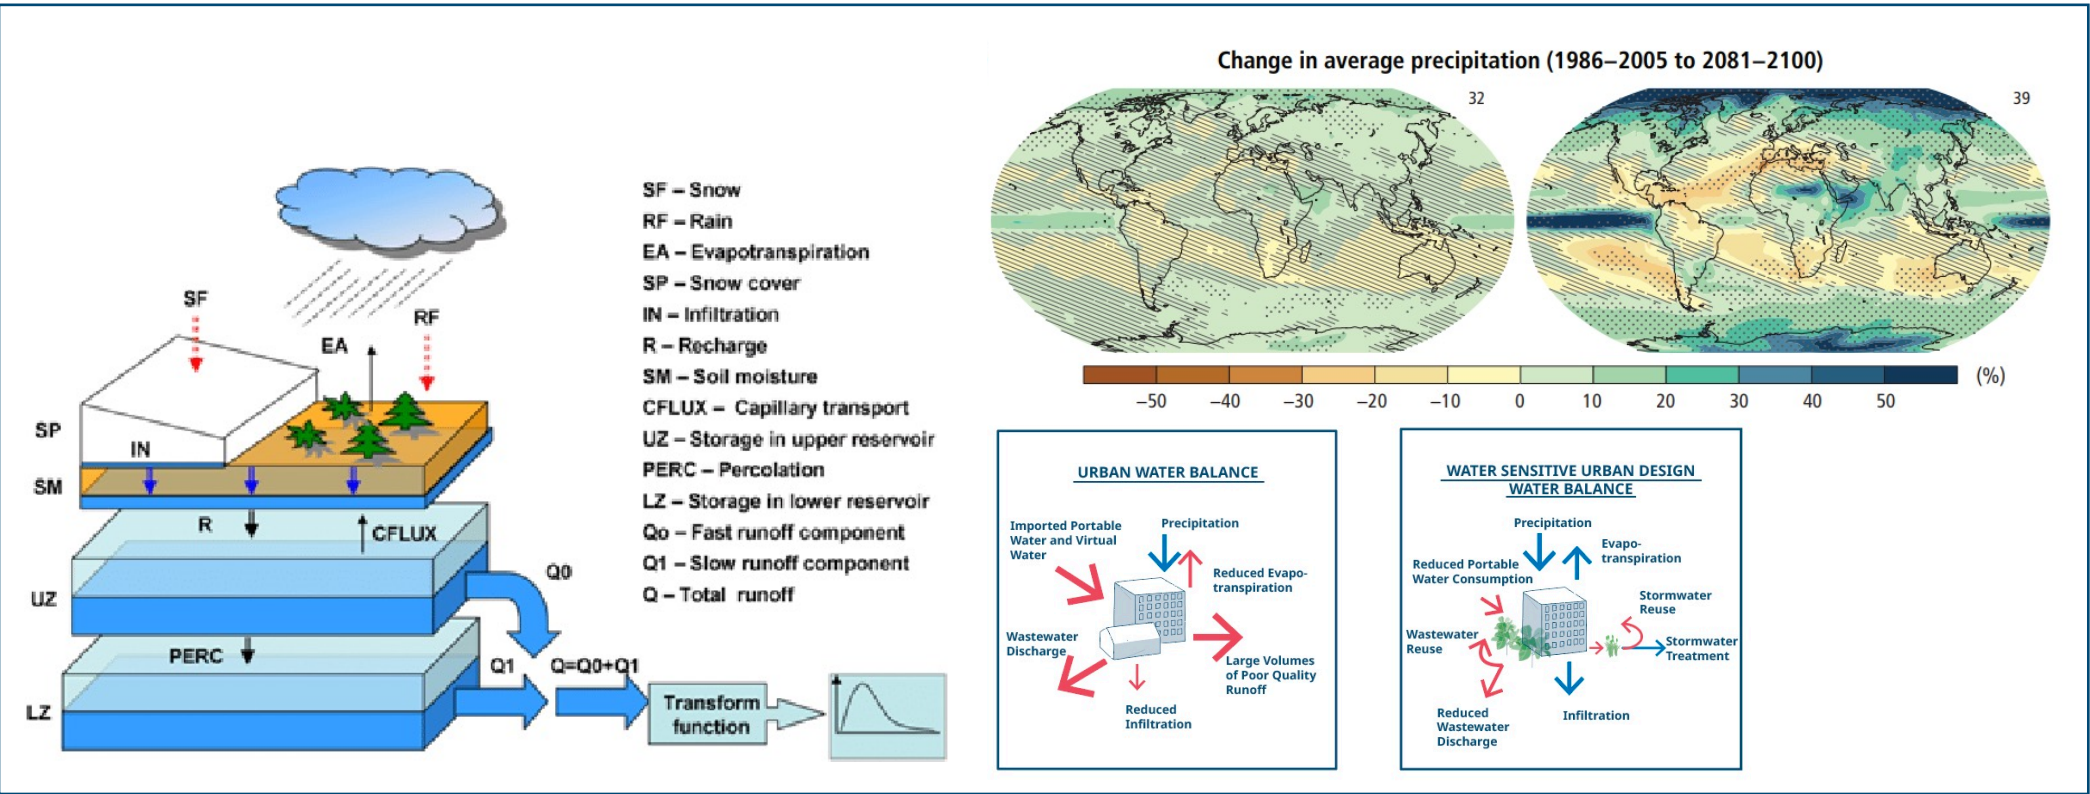 SF
RF
EA
SP
IN
SM
R
CFLUX
UZ
Q0
PERC
Q1
Q=Q0+Q1
LZ
Transform
function
SF – Snow
RF – Rain
EA – Evapotranspiration
SP – Snow cover
IN – Infiltration
R – Recharge
SM – Soil moisture
CFLUX – Capillary transport
UZ – Storage in upper reservoir
PERC – Percolation
LZ – Storage in lower reservoir
Qo – Fast runoff component
Q1 – Slow runoff component
Q – Total runoff
Change in average precipitation (1986–2005 to 2081–2100)
32
39
(%)
−50 −40 −30 −20 −10 0 10 20 30 40 50
URBAN WATER BALANCE
Imported Portable
Water and Virtual
Water
Precipitation
Reduced Evapo-
transpiration
Wastewater
Discharge
Large Volumes
of Poor Quality
Runoff
Reduced
Infiltration
WATER SENSITIVE URBAN DESIGN
WATER BALANCE
Precipitation
Evapo-
transpiration
Reduced Portable
Water Consumption
Stormwater
Reuse
Wastewater
Reuse
Stormwater
Treatment
Reduced
Wastewater
Discharge
Infiltration